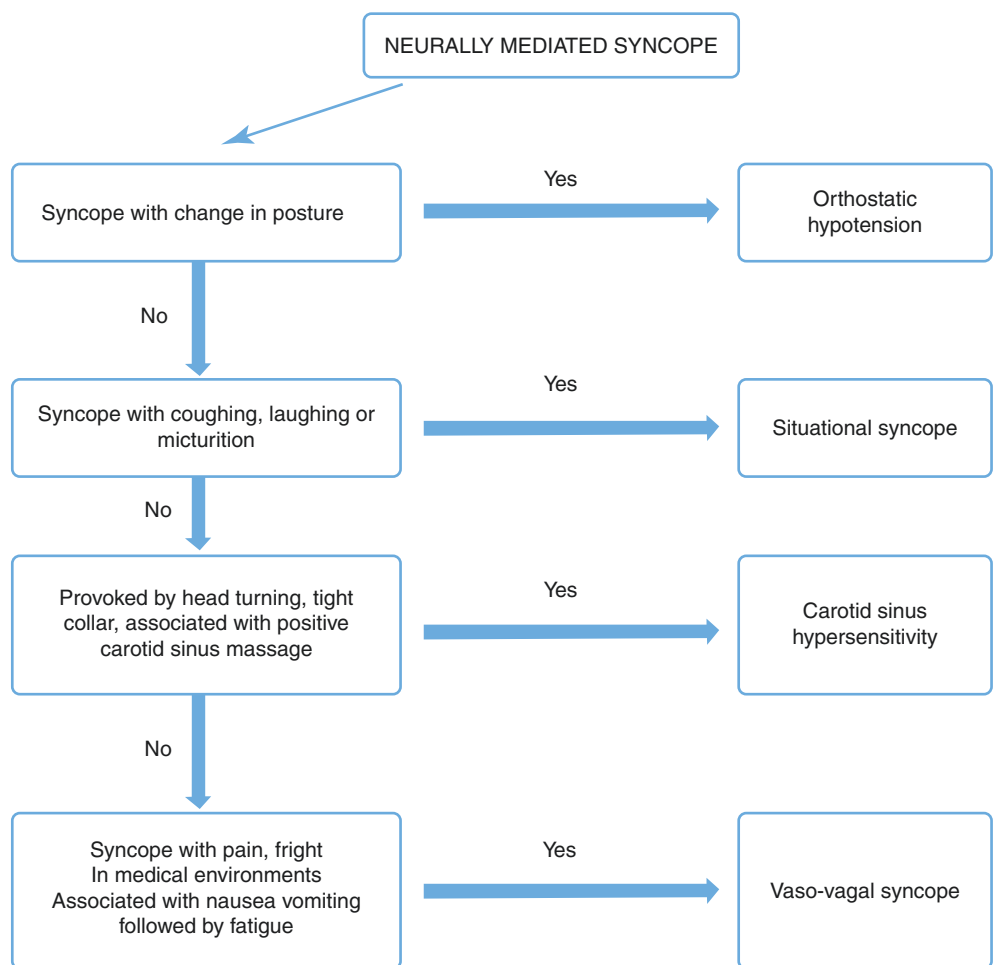 NEURALLY MEDIATED SYNCOPE
Syncope with change in posture
Yes
Orthostatic
hypotension
No
Syncope with coughing, laughing or
micturition
Yes
Situational syncope
No
Provoked by head turning, tight
collar, associated with positive
carotid sinus massage
Yes
Carotid sinus
hypersensitivity
No
Syncope with pain, fright
In medical environments
Associated with nausea vomiting
followed by fatigue
Yes
Vaso-vagal syncope